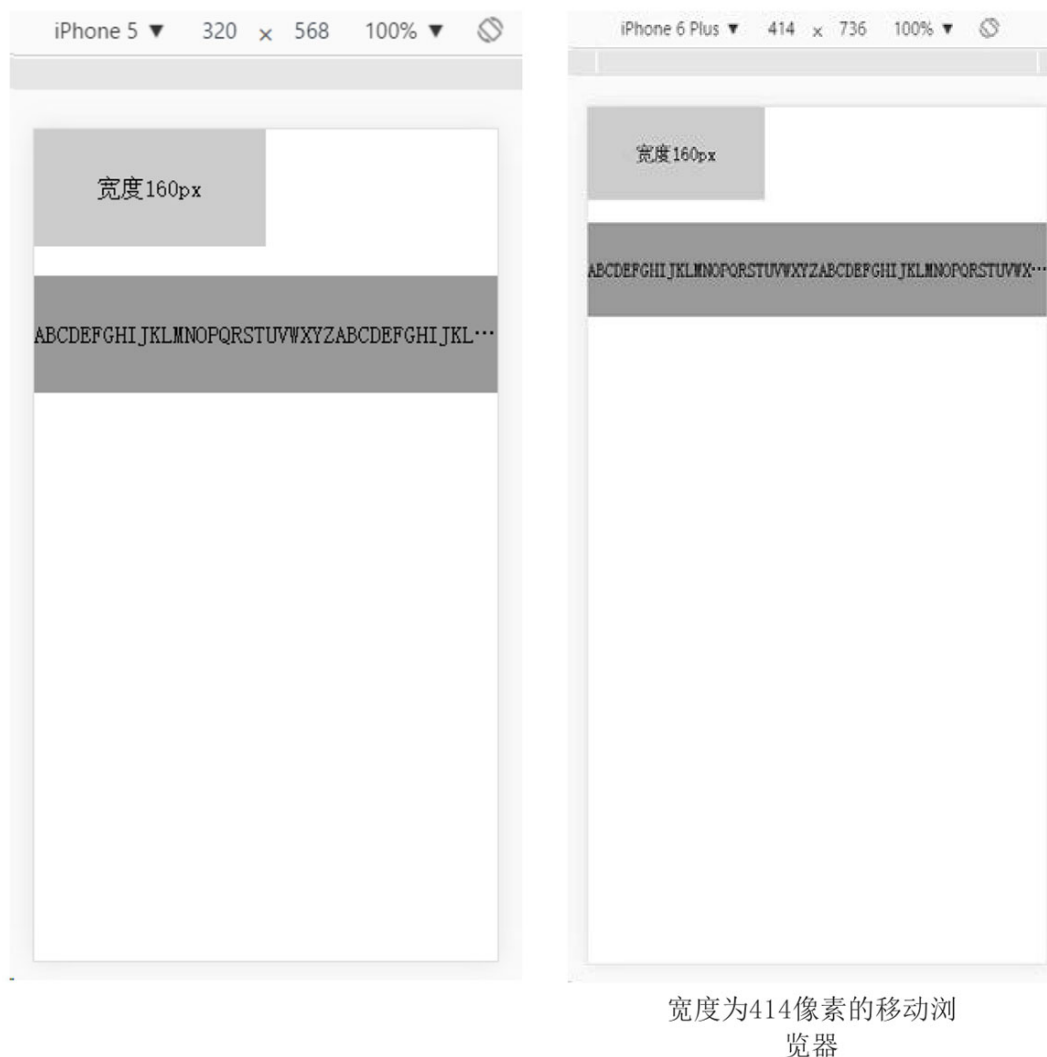 iPhone 5 ▼ 320 × 568 100% ▼
宽度160px
ABCDEFGHIJKLMNOPQRSTUVWXYZABCDEFGHIJKL…
iPhone 6 Plus ▼ 414 × 736 100% ▼
宽度160px
ABCDEFGHIJKLMNOPQRSTUVWXYZABCDEFGHIJKLMNOPQRSTUVWX…
宽度为414像素的移动浏
览器